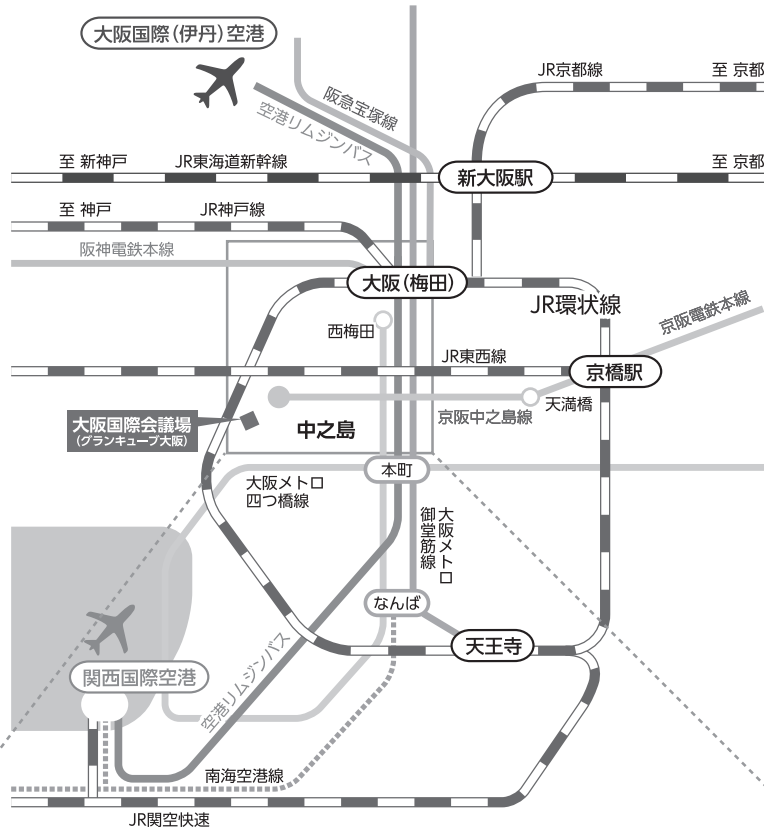 大阪国際（伊丹）空港
JR京都線
至 京都
阪急宝塚線
空港リムジンバス
至 新神戸
JR東海道新幹線
新大阪駅
至 京都
至 神戸
JR神戸線
阪神電鉄本線
大阪（梅田）
JR環状線
京阪電鉄本線
西梅田
JR東西線
京橋駅
天満橋
京阪中之島線
大阪国際会議場
（グランキューブ大阪）
中之島
本町
大阪メトロ
四つ橋線
大阪メトロ
御堂筋線
なんば
天王寺
関西国際空港
空港リムジンバス
南海空港線
JR関空快速